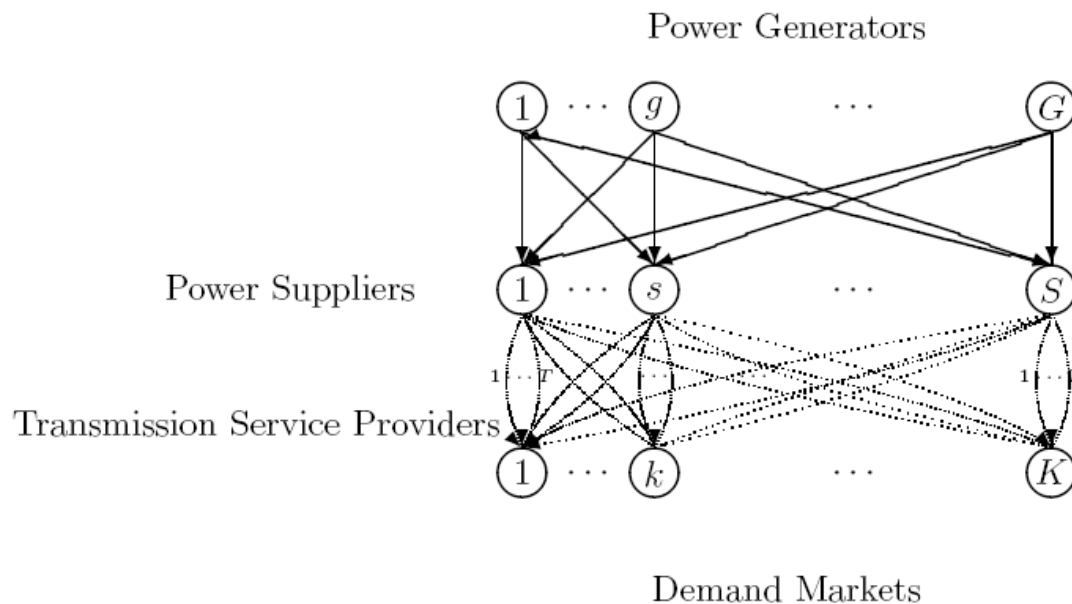 Power Generators
1 ··· g ··· G
Power Suppliers
1 ··· s ··· S
1 ··· T ··· 1 ···
Transmission Service Providers
1 ··· k ··· K
Demand Markets